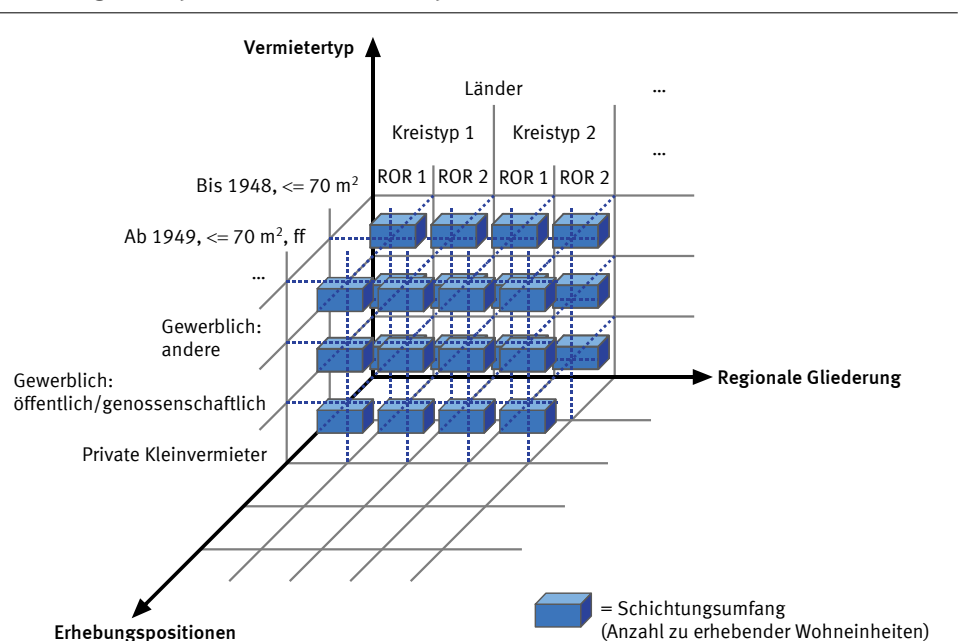 Vermietertyp
Länder
...
Kreistyp 1
Kreistyp 2
...
ROR 1
ROR 2
ROR 1
ROR 2
Bis 1948, <= 70 m²
Ab 1949, <= 70 m², ff
...
Gewerblich:
andere
Gewerblich:
öffentlich/genossenschaftlich
Private Kleinvermieter
Regionale Gliederung
Erhebungspositionen
= Schichtungsumfang
(Anzahl zu erhebender Wohneinheiten)